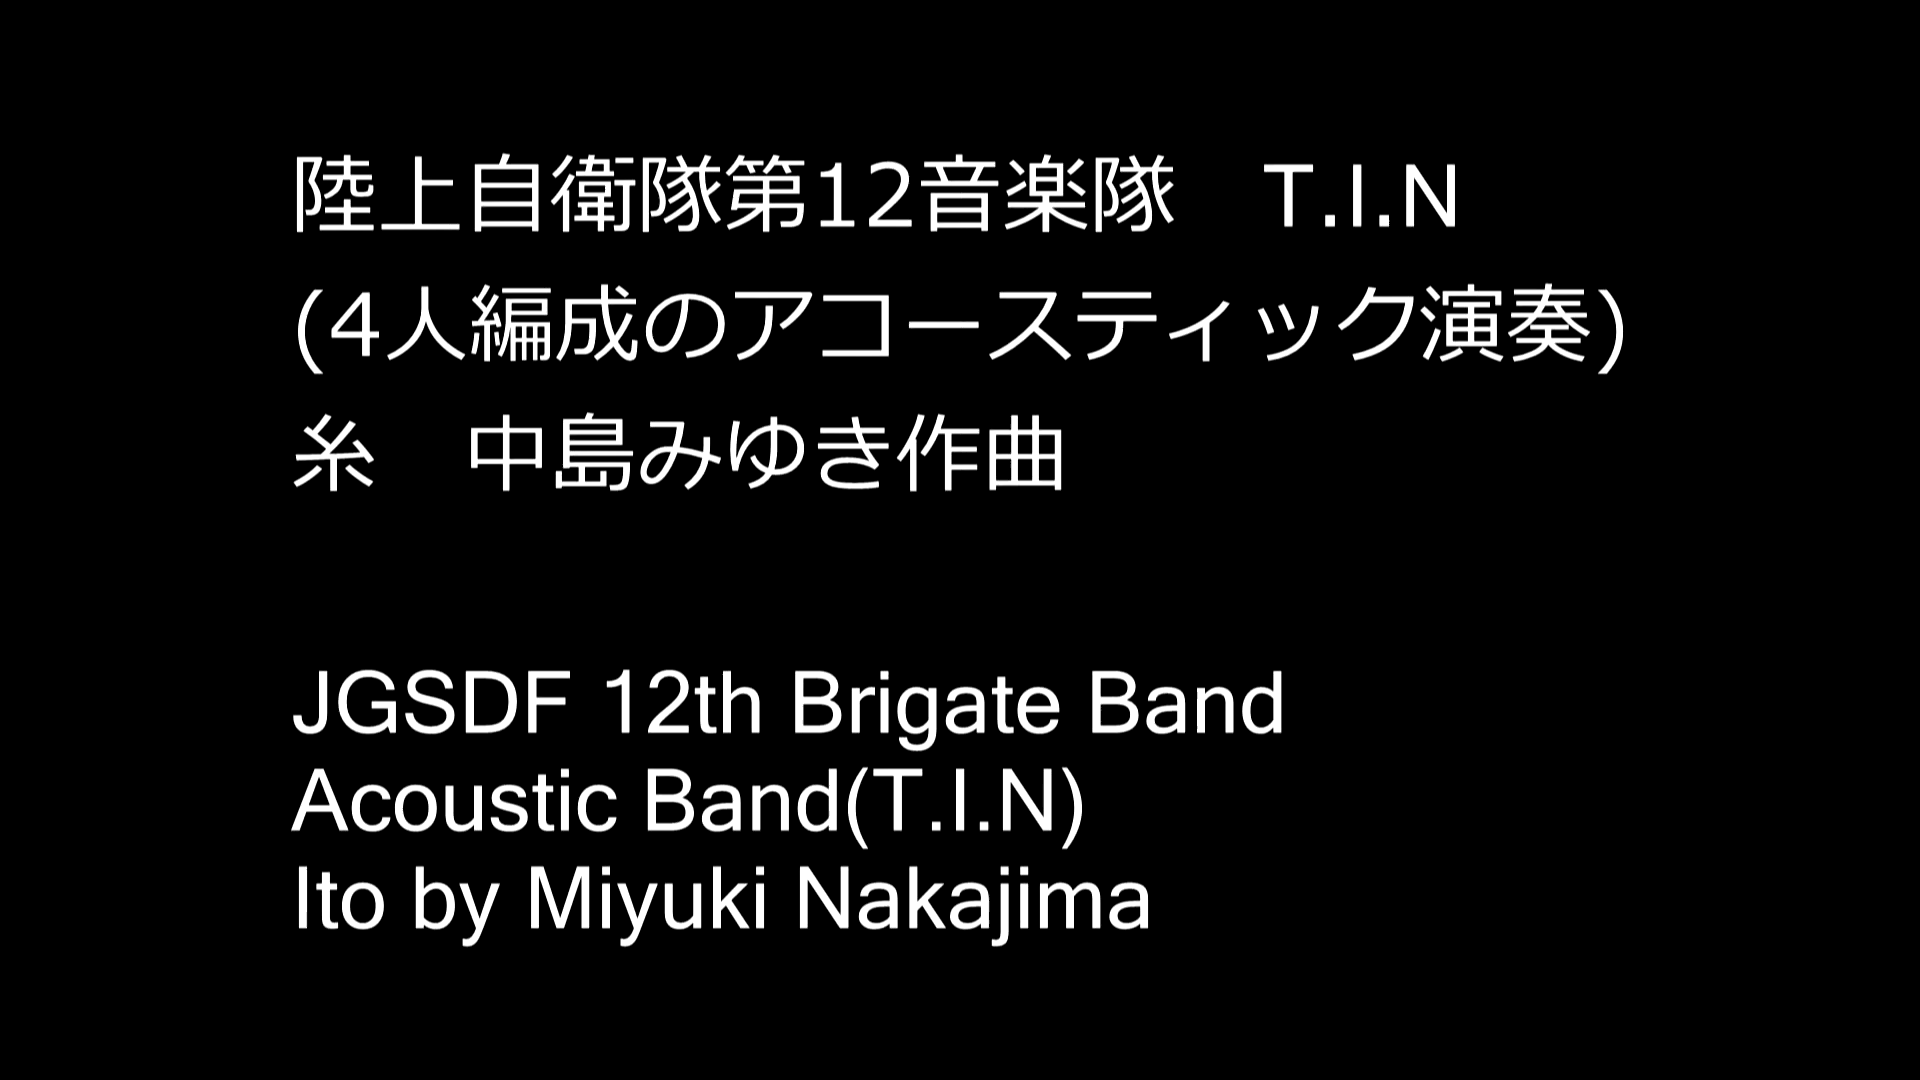 陸上自衛隊第12音楽隊　T.I.N
(4人編成のアコースティック演奏)
糸　中島みゆき作曲
JGSDF 12th Brigate Band
Acoustic Band(T.I.N)
Ito by Miyuki Nakajima